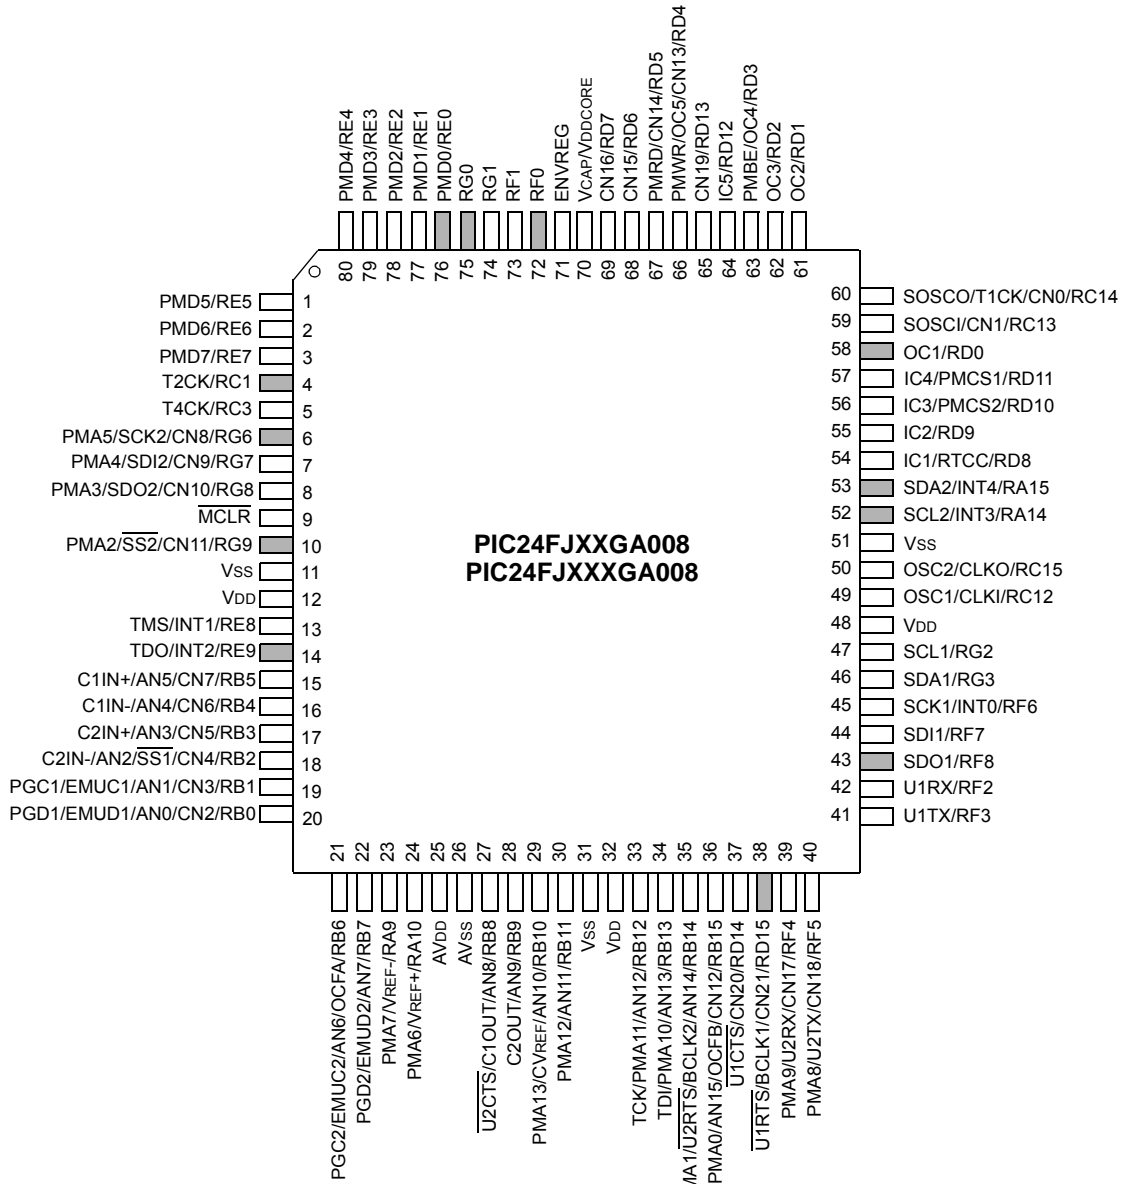 PMD4/RE4
PMD3/RE3
PMD2/RE2
PMD1/RE1
PMD0/RE0
RG0
RG1
RF1
RF0
ENVREG
VCAP/VDDCORE
CN16/RD7
CN15/RD6
PMRD/CN14/RD5
PMWR/OC5/CN13/RD4
CN19/RD13
IC5/RD12
PMBE/OC4/RD3
OC3/RD2
OC2/RD1
80
79
78
77
76
75
74
73
72
71
70
69
68
67
66
65
64
63
62
61
PMD5/RE5 1
PMD6/RE6 2
PMD7/RE7 3
T2CK/RC1 4
T4CK/RC3 5
PMA5/SCK2/CN8/RG6 6
PMA4/SDI2/CN9/RG7 7
PMA3/SDO2/CN10/RG8 8
MCLR 9
PMA2/SS2/CN11/RG9 10
VSS 11
VDD 12
TMS/INT1/RE8 13
TDO/INT2/RE9 14
C1IN+/AN5/CN7/RB5 15
C1IN-/AN4/CN6/RB4 16
C2IN+/AN3/CN5/RB3 17
C2IN-/AN2/SS1/CN4/RB2 18
PGC1/EMUC1/AN1/CN3/RB1 19
PGD1/EMUD1/AN0/CN2/RB0 20
PIC24FJXXGA008
PIC24FJXXXGA008
60 SOSCO/T1CK/CN0/RC14
59 SOSCI/CN1/RC13
58 OC1/RD0
57 IC4/PMCS1/RD11
56 IC3/PMCS2/RD10
55 IC2/RD9
54 IC1/RTCC/RD8
53 SDA2/INT4/RA15
52 SCL2/INT3/RA14
51 VSS
50 OSC2/CLKO/RC15
49 OSC1/CLKI/RC12
48 VDD
47 SCL1/RG2
46 SDA1/RG3
45 SCK1/INT0/RF6
44 SDI1/RF7
43 SDO1/RF8
42 U1RX/RF2
41 U1TX/RF3
21
22
23
24
25
26
27
28
29
30
31
32
33
34
35
36
37
38
39
40
PGC2/EMUC2/AN6/OCFA/RB6
PGD2/EMUD2/AN7/RB7
PMA7/VREF-/RA9
PMA6/VREF+/RA10
AVDD
AVSS
U2CTS/C1OUT/AN8/RB8
C2OUT/AN9/RB9
PMA13/CVREF/AN10/RB10
PMA12/AN11/RB11
VSS
VDD
TCK/PMA11/AN12/RB12
TDI/PMA10/AN13/RB13
MA1/U2RTS/BCLK2/AN14/RB14
PMA0/AN15/OCFB/CN12/RB15
U1CTS/CN20/RD14
U1RTS/BCLK1/CN21/RD15
PMA9/U2RX/CN17/RF4
PMA8/U2TX/CN18/RF5